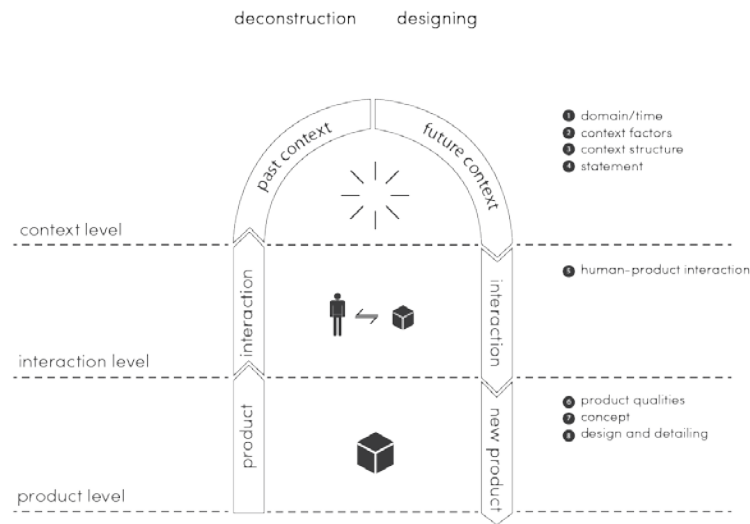 deconstruction designing
past context
future context
1 domain/time
2 context factors
3 context structure
4 statement
context level
interaction
interaction
5 human-product interaction
interaction level
product
new product
6 product qualities
7 concept
8 design and detailing
product level